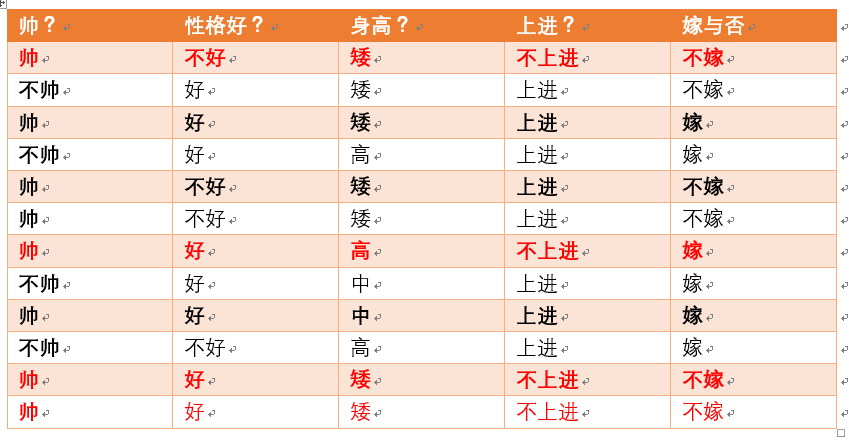 帅？ 性格好？ 身高？ 上进？ 嫁与否
帅 不好 矮 不上进 不嫁
不帅 好 矮 上进 不嫁
帅 好 矮 上进 嫁
不帅 好 高 上进 嫁
帅 不好 矮 上进 不嫁
帅 不好 矮 上进 不嫁
帅 好 高 不上进 嫁
不帅 好 中 上进 嫁
帅 好 中 上进 嫁
不帅 不好 高 上进 嫁
帅 好 矮 不上进 不嫁
帅 好 矮 不上进 不嫁